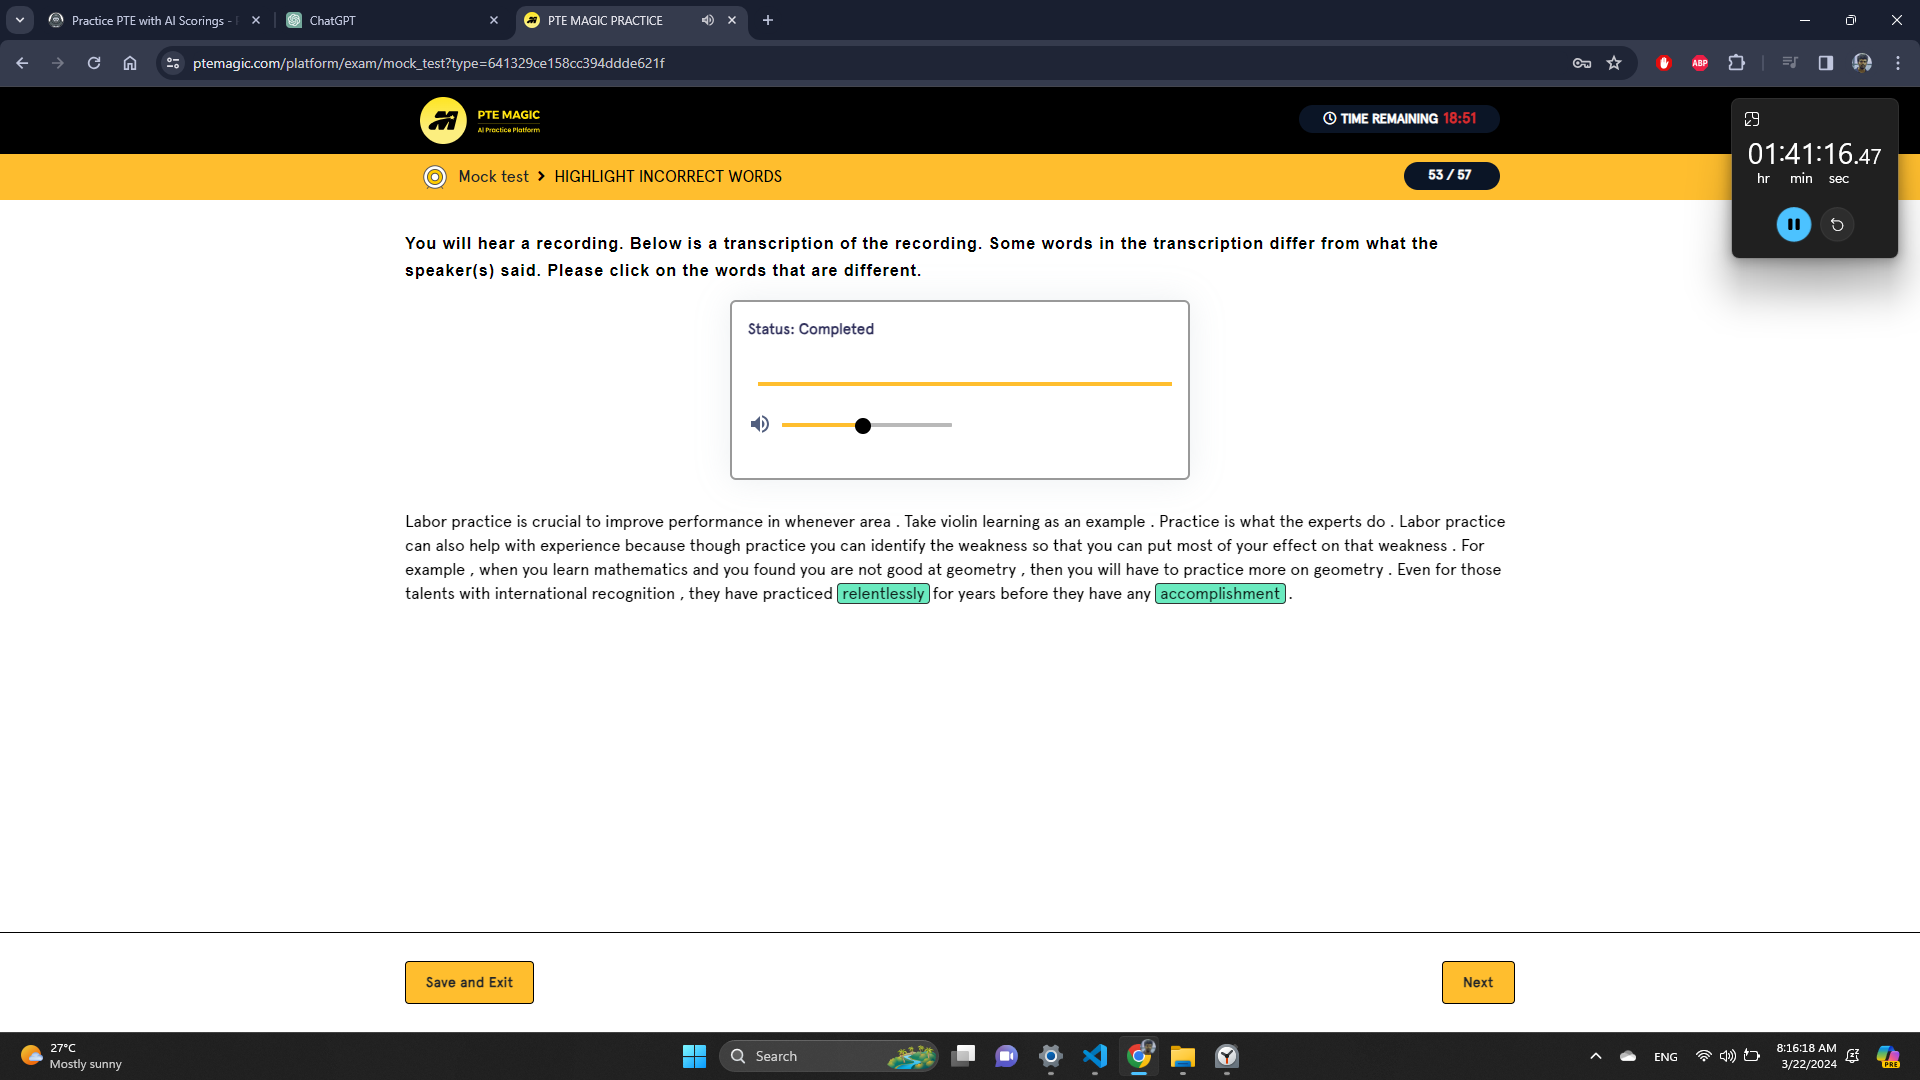 Practice PTE with AI Scorings -
ChatGPT
PTE MAGIC PRACTICE
ptemagic.com/platform/exam/mock_test?type=641329ce158cc394ddde621f
ABP
PTE MAGIC
AI Practice Platform
TIME REMAINING 18:51
01:41:16.47
hr min sec
Mock test > HIGHLIGHT INCORRECT WORDS
53 / 57
You will hear a recording. Below is a transcription of the recording. Some words in the transcription differ from what the
speaker(s) said. Please click on the words that are different.
Status: Completed
Labor practice is crucial to improve performance in whenever area . Take violin learning as an example . Practice is what the experts do . Labor practice
can also help with experience because though practice you can identify the weakness so that you can put most of your effect on that weakness . For
example , when you learn mathematics and you found you are not good at geometry , then you will have to practice more on geometry . Even for those
talents with international recognition , they have practiced relentlessly for years before they have any accomplishment .
Save and Exit
Next
27°C
Mostly sunny
Search
ENG
8:16:18 AM
3/22/2024
PRE